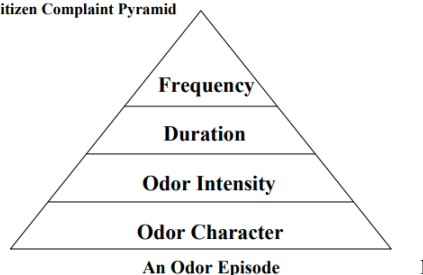 itizen Complaint Pyramid
Frequency
Duration
Odor Intensity
Odor Character
An Odor Episode